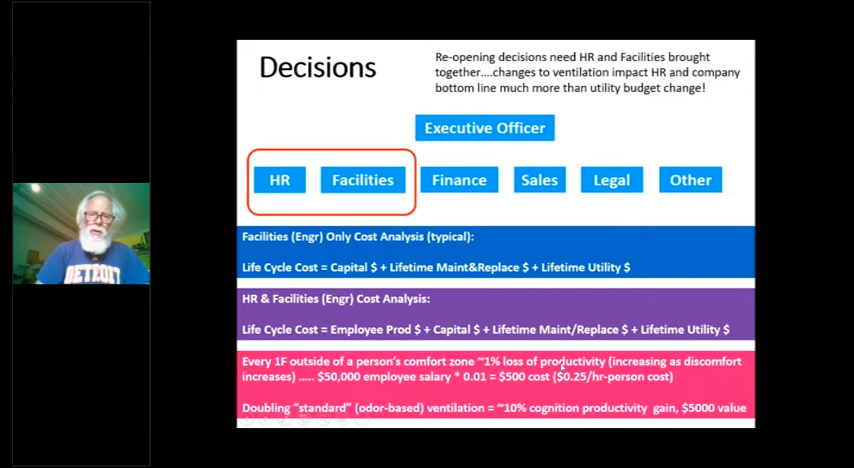 Decisions
Re-opening decisions need HR and Facilities brought
together....changes to ventilation impact HR and company
bottom line much more than utility budget change!
Executive Officer
HR
Facilities
Finance
Sales
Legal
Other
Facilities (Engr) Only Cost Analysis (typical):
Life Cycle Cost = Capital $ + Lifetime Maint&Replace $ + Lifetime Utility $
HR & Facilities (Engr) Cost Analysis:
Life Cycle Cost = Employee Prod $ + Capital $ + Lifetime Maint/Replace $ + Lifetime Utility $
Every 1F outside of a person's comfort zone ~1% loss of productivity (increasing as discomfort
increases) ..... $50,000 employee salary * 0.01 = $500 cost ($0.25/hr-person cost)
Doubling "standard" (odor-based) ventilation = ~10% cognition productivity gain, $5000 value
DETROIT